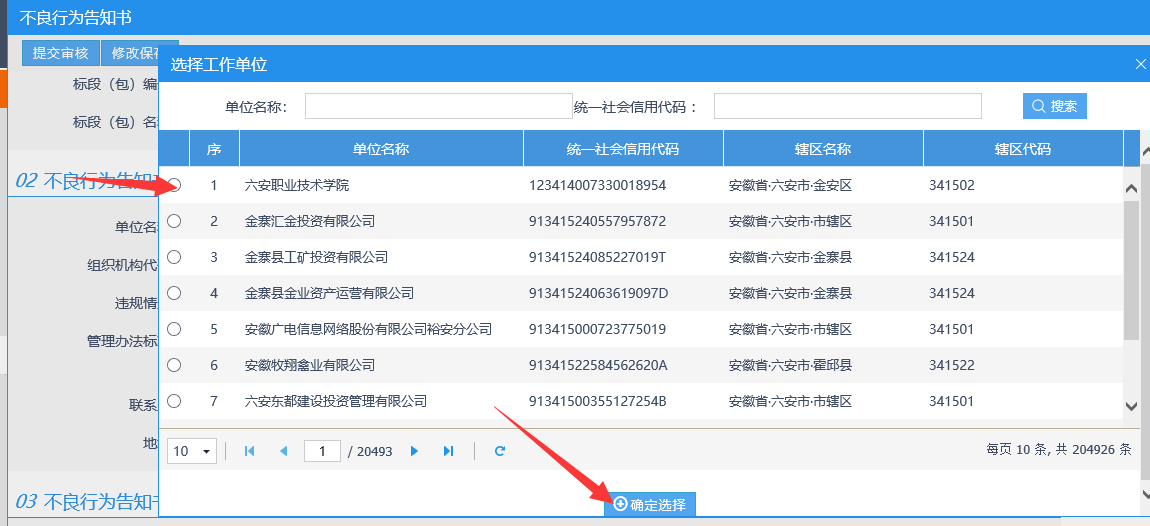 不良行为告知书
提交审核 修改保存
选择工作单位
标段（包）编
标段（包）名
单位名称： 统一社会信用代码： 搜索
序 单位名称 统一社会信用代码 辖区名称 辖区代码
02 不良行为告知
1 六安职业技术学院 123414007330018954 安徽省·六安市·金安区 341502
2 金寨汇金投资有限公司 913415240557957872 安徽省·六安市·市辖区 341501
单位名
3 金寨县工矿投资有限公司 91341524085227019T 安徽省·六安市·金寨县 341524
组织机构代
4 金寨县金业资产运营有限公司 91341524063619097D 安徽省·六安市·金寨县 341524
违规情
5 安徽广电信息网络股份有限公司裕安分公司 913415000723775019 安徽省·六安市·市辖区 341501
管理办法标
6 安徽牧翔鑫业有限公司 91341522584562620A 安徽省·六安市·霍邱县 341522
7 六安东都建设投资管理有限公司 91341500355127254B 安徽省·六安市·市辖区 341501
联系
地
10 1 / 20493 每页 10 条, 共 204926 条
03 不良行为告知书
确定选择